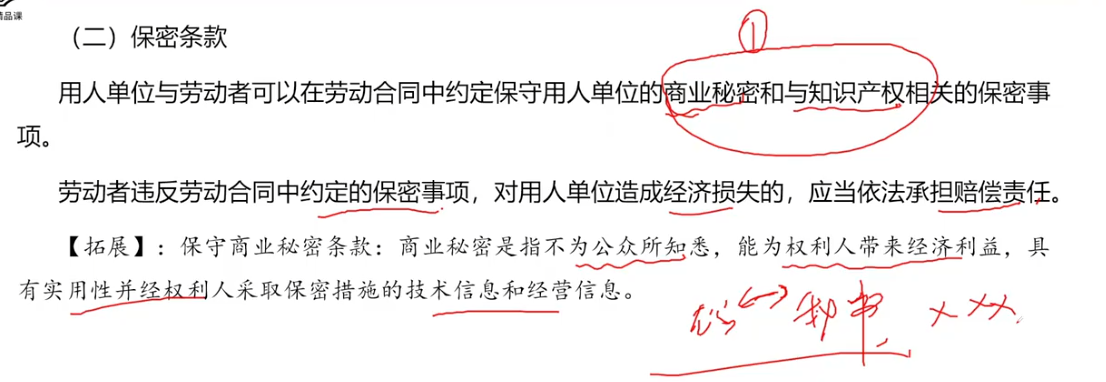 精品课
（二）保密条款
①
用人单位与劳动者可以在劳动合同中约定保守用人单位的商业秘密和与知识产权相关的保密事
项。
劳动者违反劳动合同中约定的保密事项，对用人单位造成经济损失的，应当依法承担赔偿责任。
【拓展】：保守商业秘密条款：商业秘密是指不为公众所知悉，能为权利人带来经济利益，具
有实用性并经权利人采取保密措施的技术信息和经营信息。